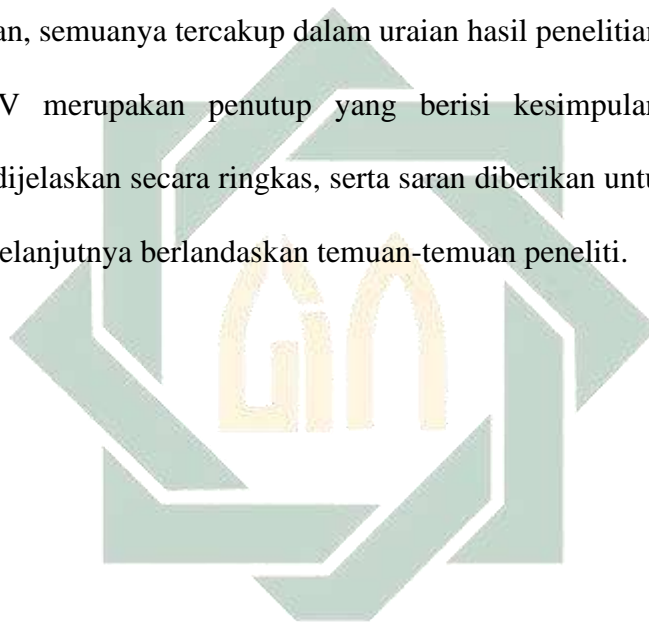 an, semuanya tercakup dalam uraian hasil penelitian
V merupakan penutup yang berisi kesimpulan
dijelaskan secara ringkas, serta saran diberikan untu
elanjutnya berlandaskan temuan-temuan peneliti.
uin